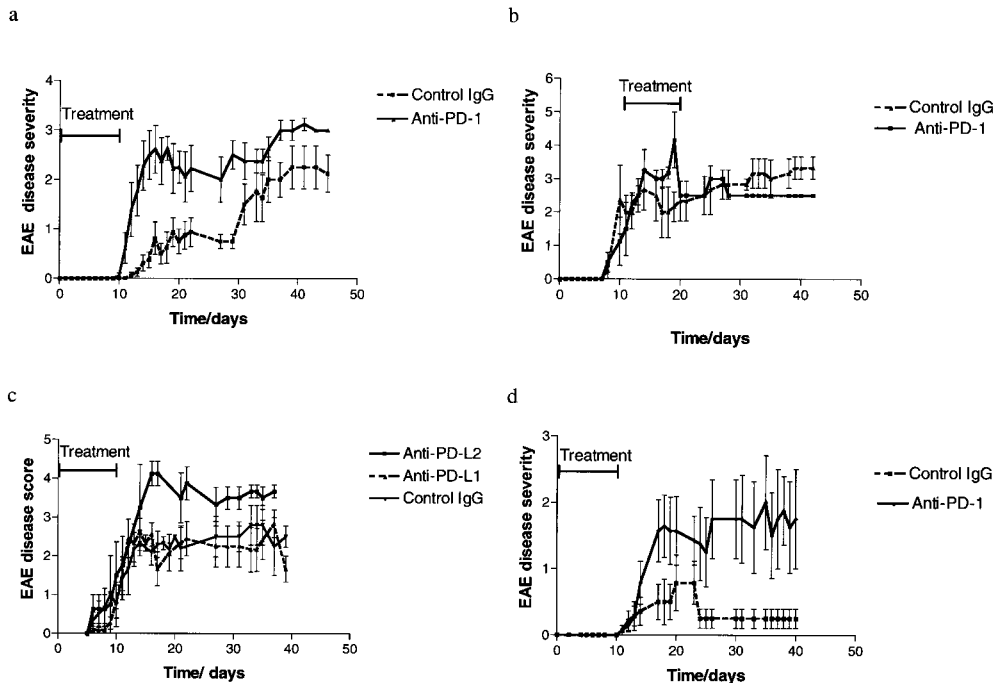 a
4
3
2
1
0
0 10 20 30 40 50
EAE disease severity
Time/days
Treatment
Control IgG
Anti-PD-1
b
6
5
4
3
2
1
0
0 10 20 30 40 50
EAE disease severity
Time/days
Treatment
Control IgG
Anti-PD-1
c
5
4
3
2
1
0
0 10 20 30 40 50
EAE disease score
Time/ days
Treatment
Anti-PD-L2
Anti-PD-L1
Control IgG
d
3
2
1
0
0 10 20 30 40 50
EAE disease severity
Time/days
Treatment
Control IgG
Anti-PD-1